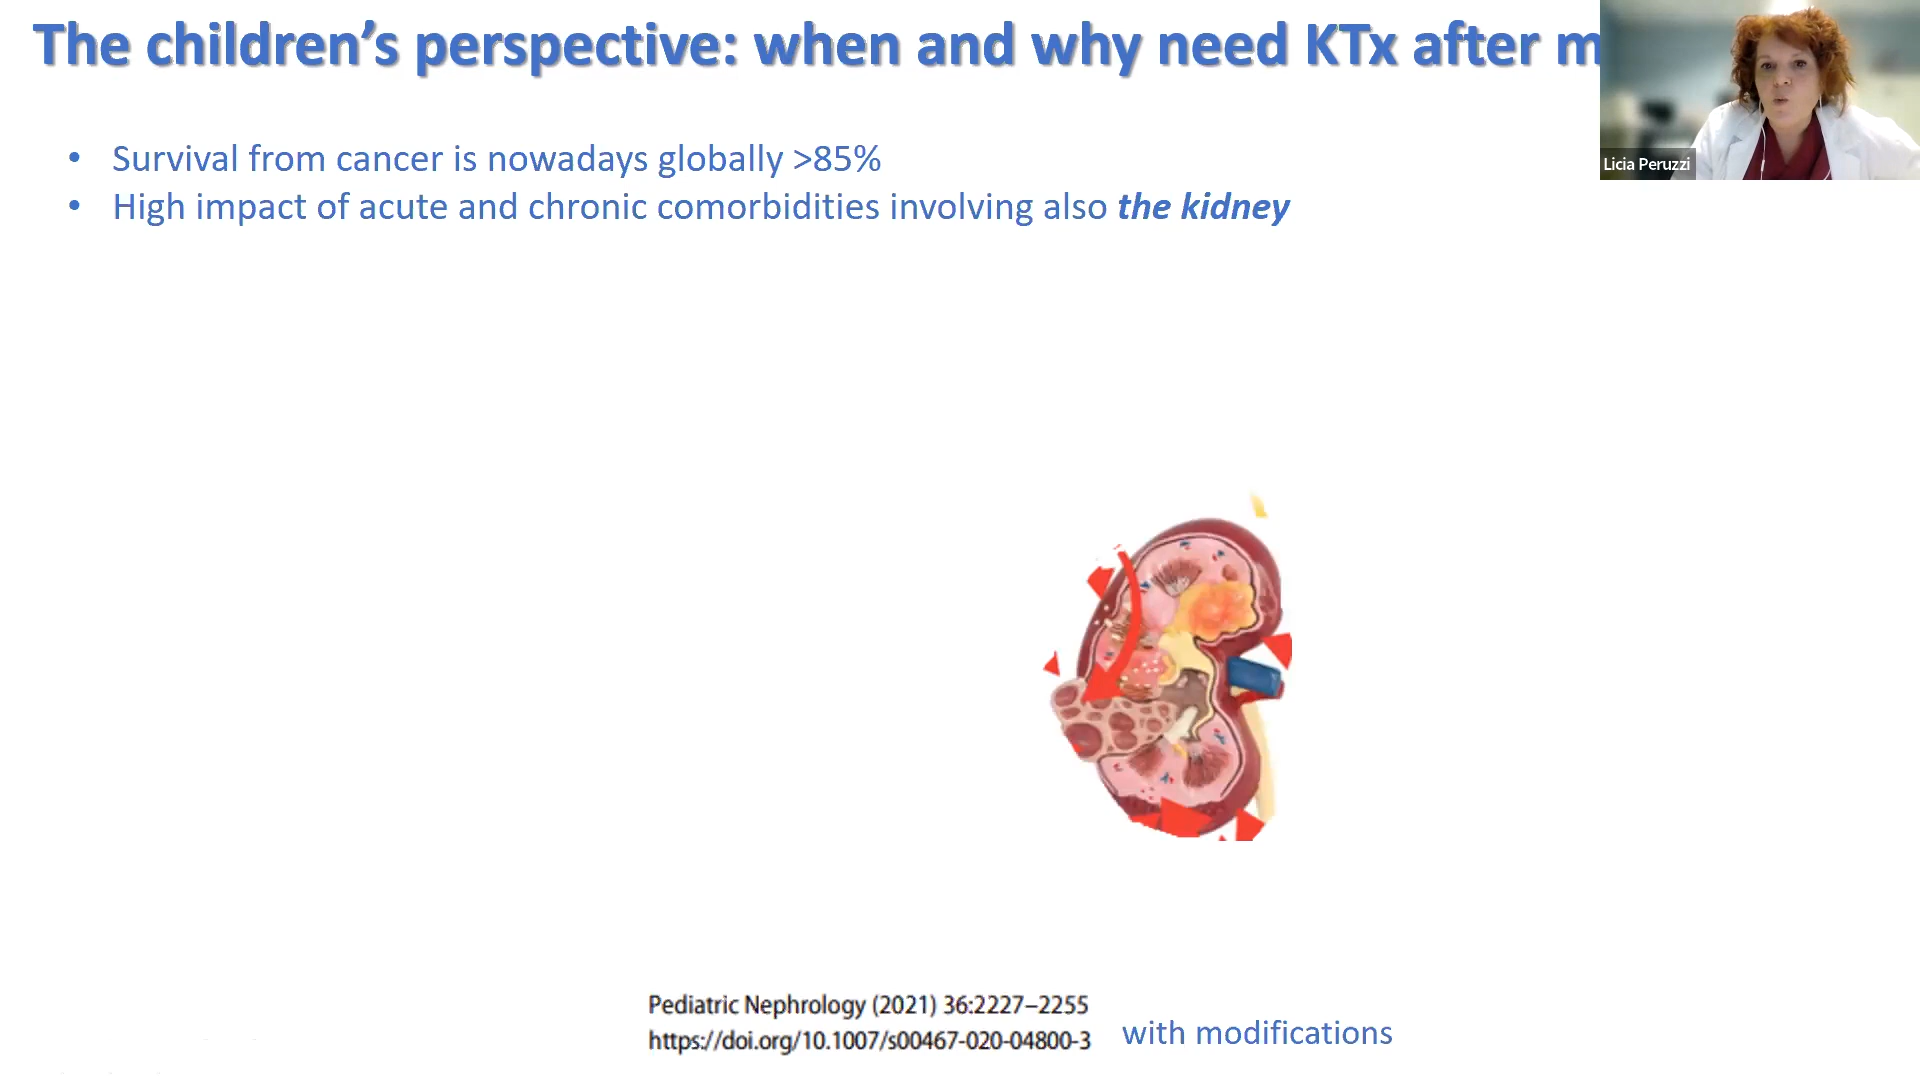 The children's perspective: when and why need KTx after m
Licia Peruzzi
• Survival from cancer is nowadays globally >85%
• High impact of acute and chronic comorbidities involving also the kidney
Pediatric Nephrology (2021) 36:2227–2255
https://doi.org/10.1007/s00467-020-04800-3
with modifications